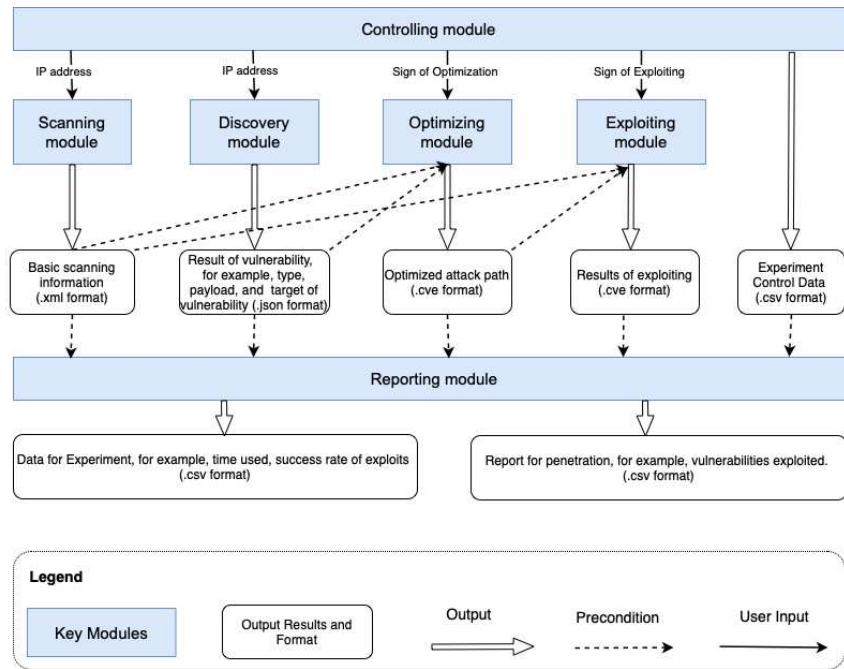 Controlling module
IP address
IP address
Sign of Optimization
Sign of Exploiting
Scanning
module
Discovery
module
Optimizing
module
Exploiting
module
Basic scanning
information
(.xml format)
Result of vulnerability,
for example, type,
payload, and target of
vulnerability (.json format)
Optimized attack path
(.cve format)
Results of exploiting
(.cve format)
Experiment
Control Data
(.csv format)
Reporting module
Data for Experiment, for example, time used, success rate of exploits
(.csv format)
Report for penetration, for example, vulnerabilities exploited.
(.csv format)
Legend
Key Modules
Output Results and
Format
Output
Precondition
User Input